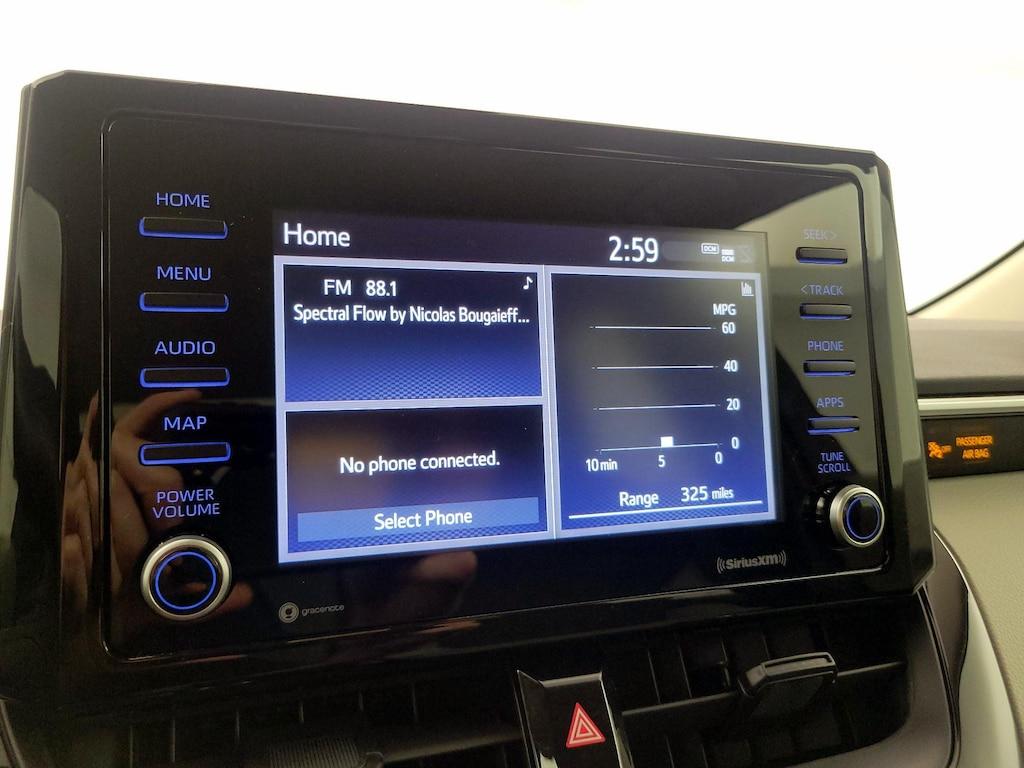 HOME
MENU
AUDIO
MAP
POWER
VOLUME
Home
2:59
DCM
DCM
FM 88.1
Spectral Flow by Nicolas Bougaieff...
No phone connected.
Select Phone
MPG
60
40
20
0
10 min 5 0
Range 325 miles
SEEK >
< TRACK
PHONE
APPS
TUNE
SCROLL
gracenote
SiriusXM
OFF
PASSENGER
AIR BAG